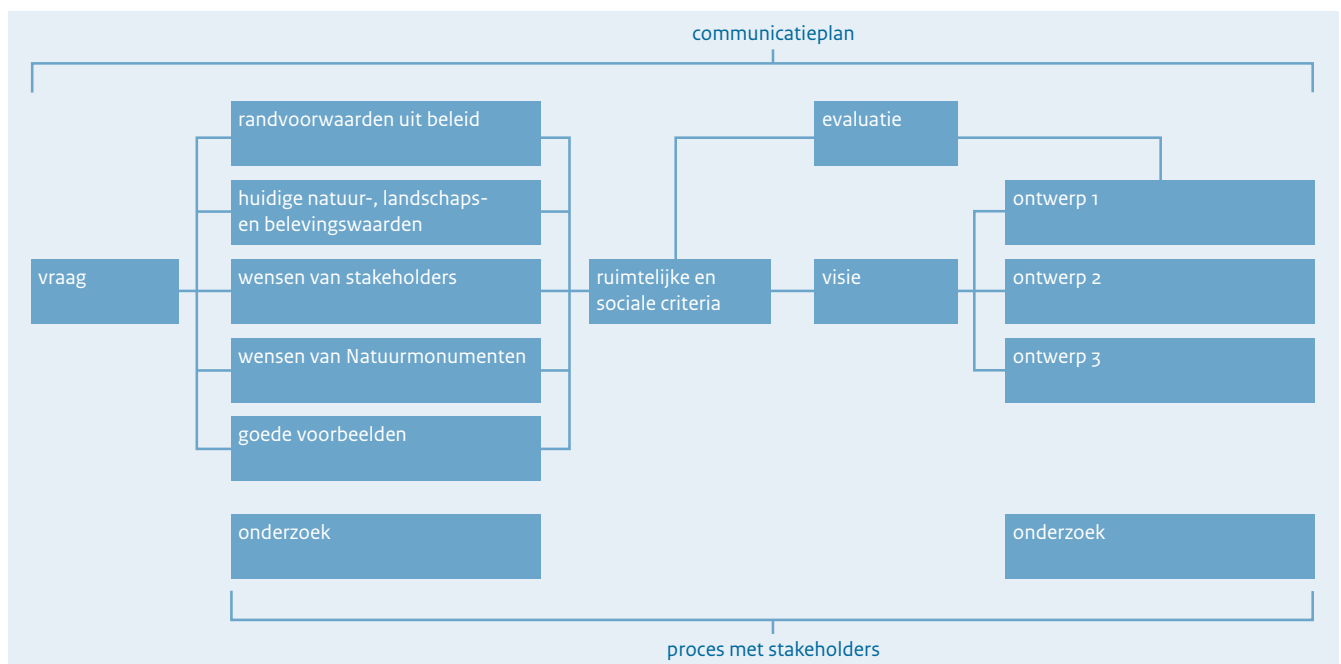 communicatieplan
randvoorwaarden uit beleid
evaluatie
huidige natuur-, landschaps-
en belevingswaarden
ontwerp 1
vraag
wensen van stakeholders
ruimtelijke en
sociale criteria
visie
ontwerp 2
wensen van Natuurmonumenten
ontwerp 3
goede voorbeelden
onderzoek
onderzoek
proces met stakeholders